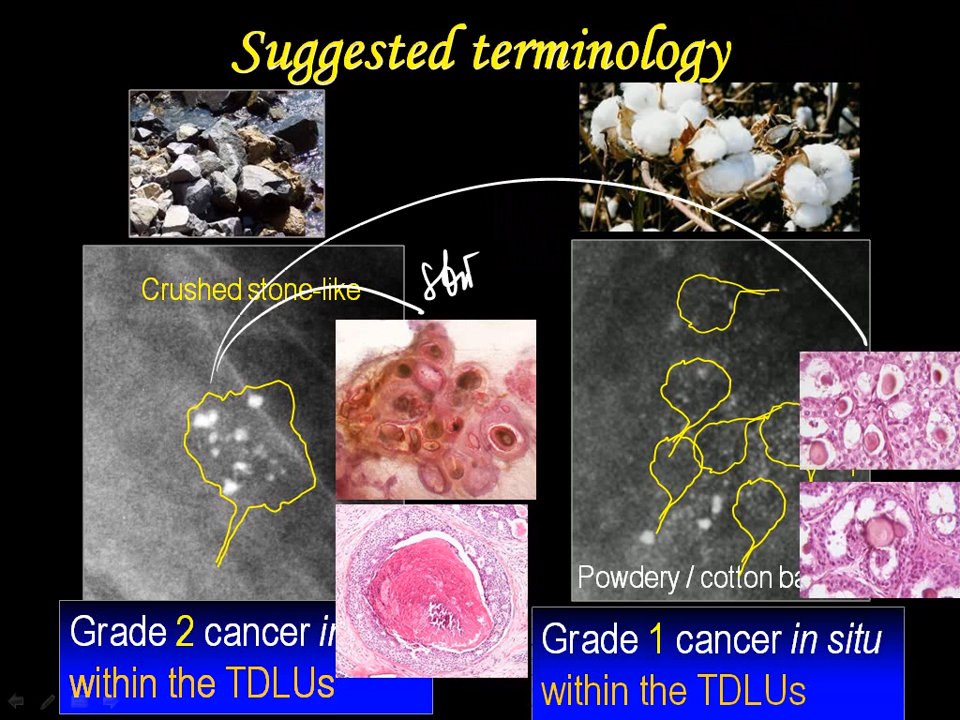 Suggested terminology
Crushed stone-like
Powdery / cotton ba
Grade 2 cancer in
within the TDLUs
Grade 1 cancer in situ
within the TDLUs